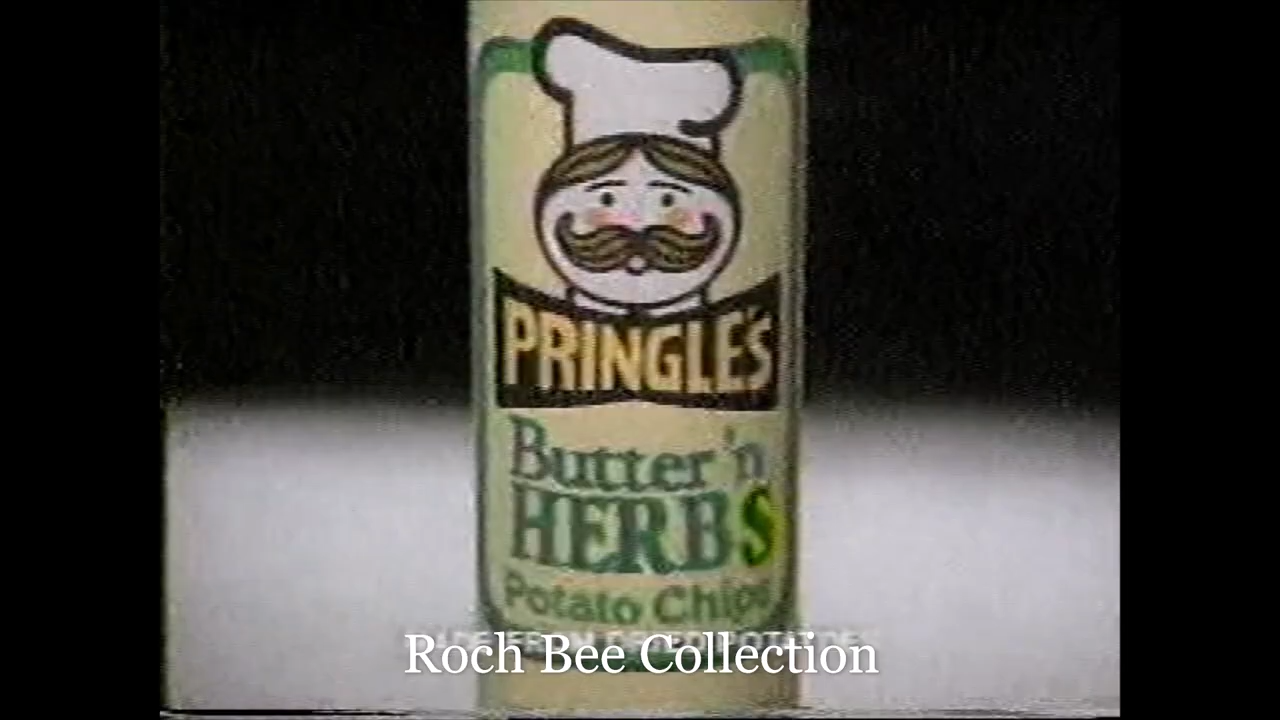 PRINGLE'S
Butter 'n
HERBS
Potato Chips
Roch Bee Collection